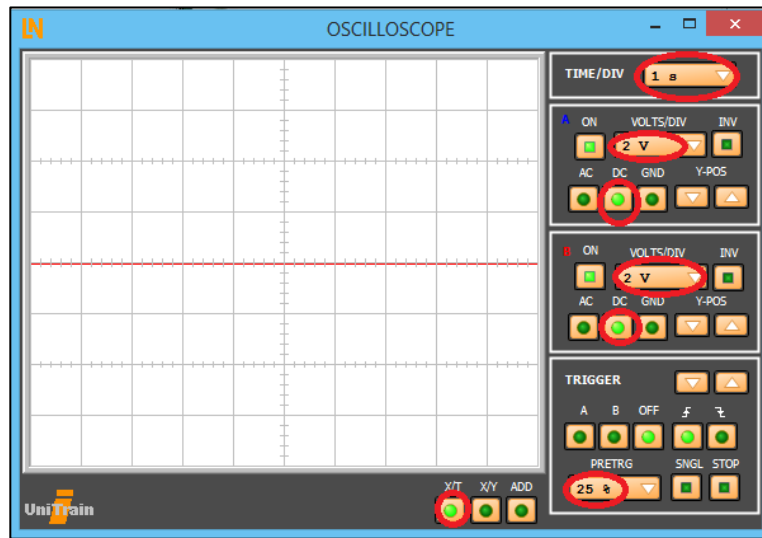 LN
OSCILLOSCOPE
TIME/DIV
1 s
A
ON
VOLTS/DIV
INV
2 V
AC
DC
GND
Y-POS
B
ON
VOLTS/DIV
INV
2 V
AC
DC
GND
Y-POS
TRIGGER
A
B
OFF
PRETRG
SNGL
STOP
25 %
X/T
X/Y
ADD
UniTrain